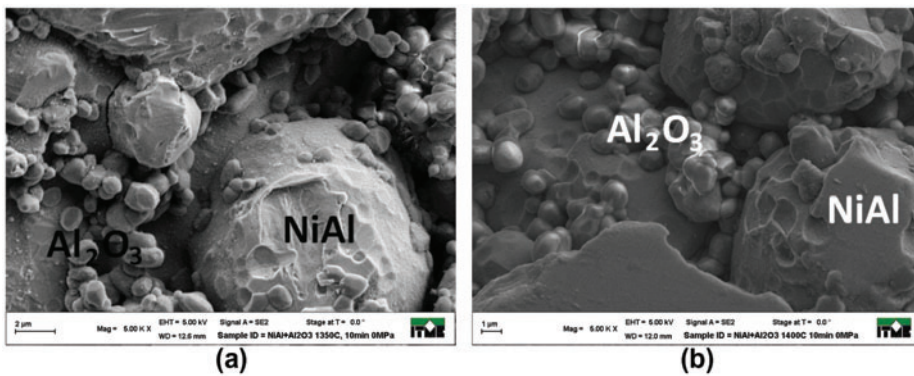 NiAl
Al₂O₃
2 µm
Mag = 5.00 K X
EHT = 5.00 kV
WD = 12.6 mm
Signal A = SE2
Stage at T = 0.0 °
Sample ID = NiAl+Al2O3 1350C, 10min 0MPa
ITME
(a)
Al₂O₃
NiAl
1 µm
Mag = 5.00 K X
EHT = 5.00 kV
WD = 12.0 mm
Signal A = SE2
Stage at T = 0.0 °
Sample ID = NiAl+Al2O3 1400C 10min 0MPa
ITME
(b)